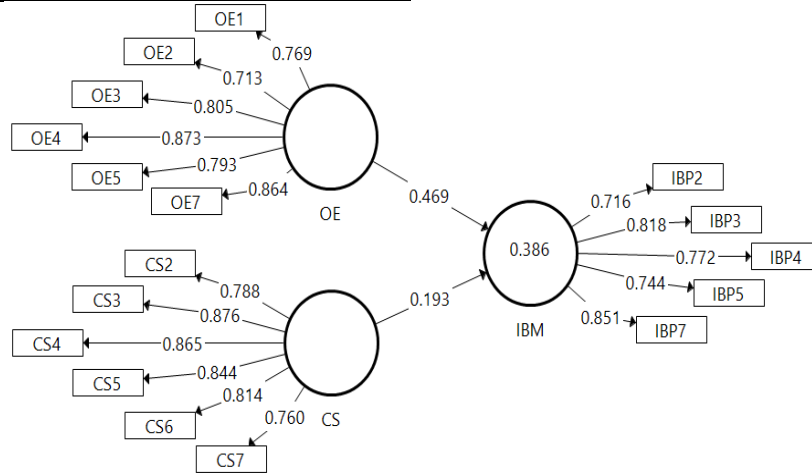 OE1
0.769
OE2
0.713
OE3
0.805
OE4
0.873
OE5
0.793
OE7
0.864
OE
0.469
CS2
0.788
CS3
0.876
CS4
0.865
CS5
0.844
CS6
0.814
CS7
0.760
CS
0.193
0.386
IBM
IBP2
0.716
IBP3
0.818
IBP4
0.772
IBP5
0.744
IBP7
0.851